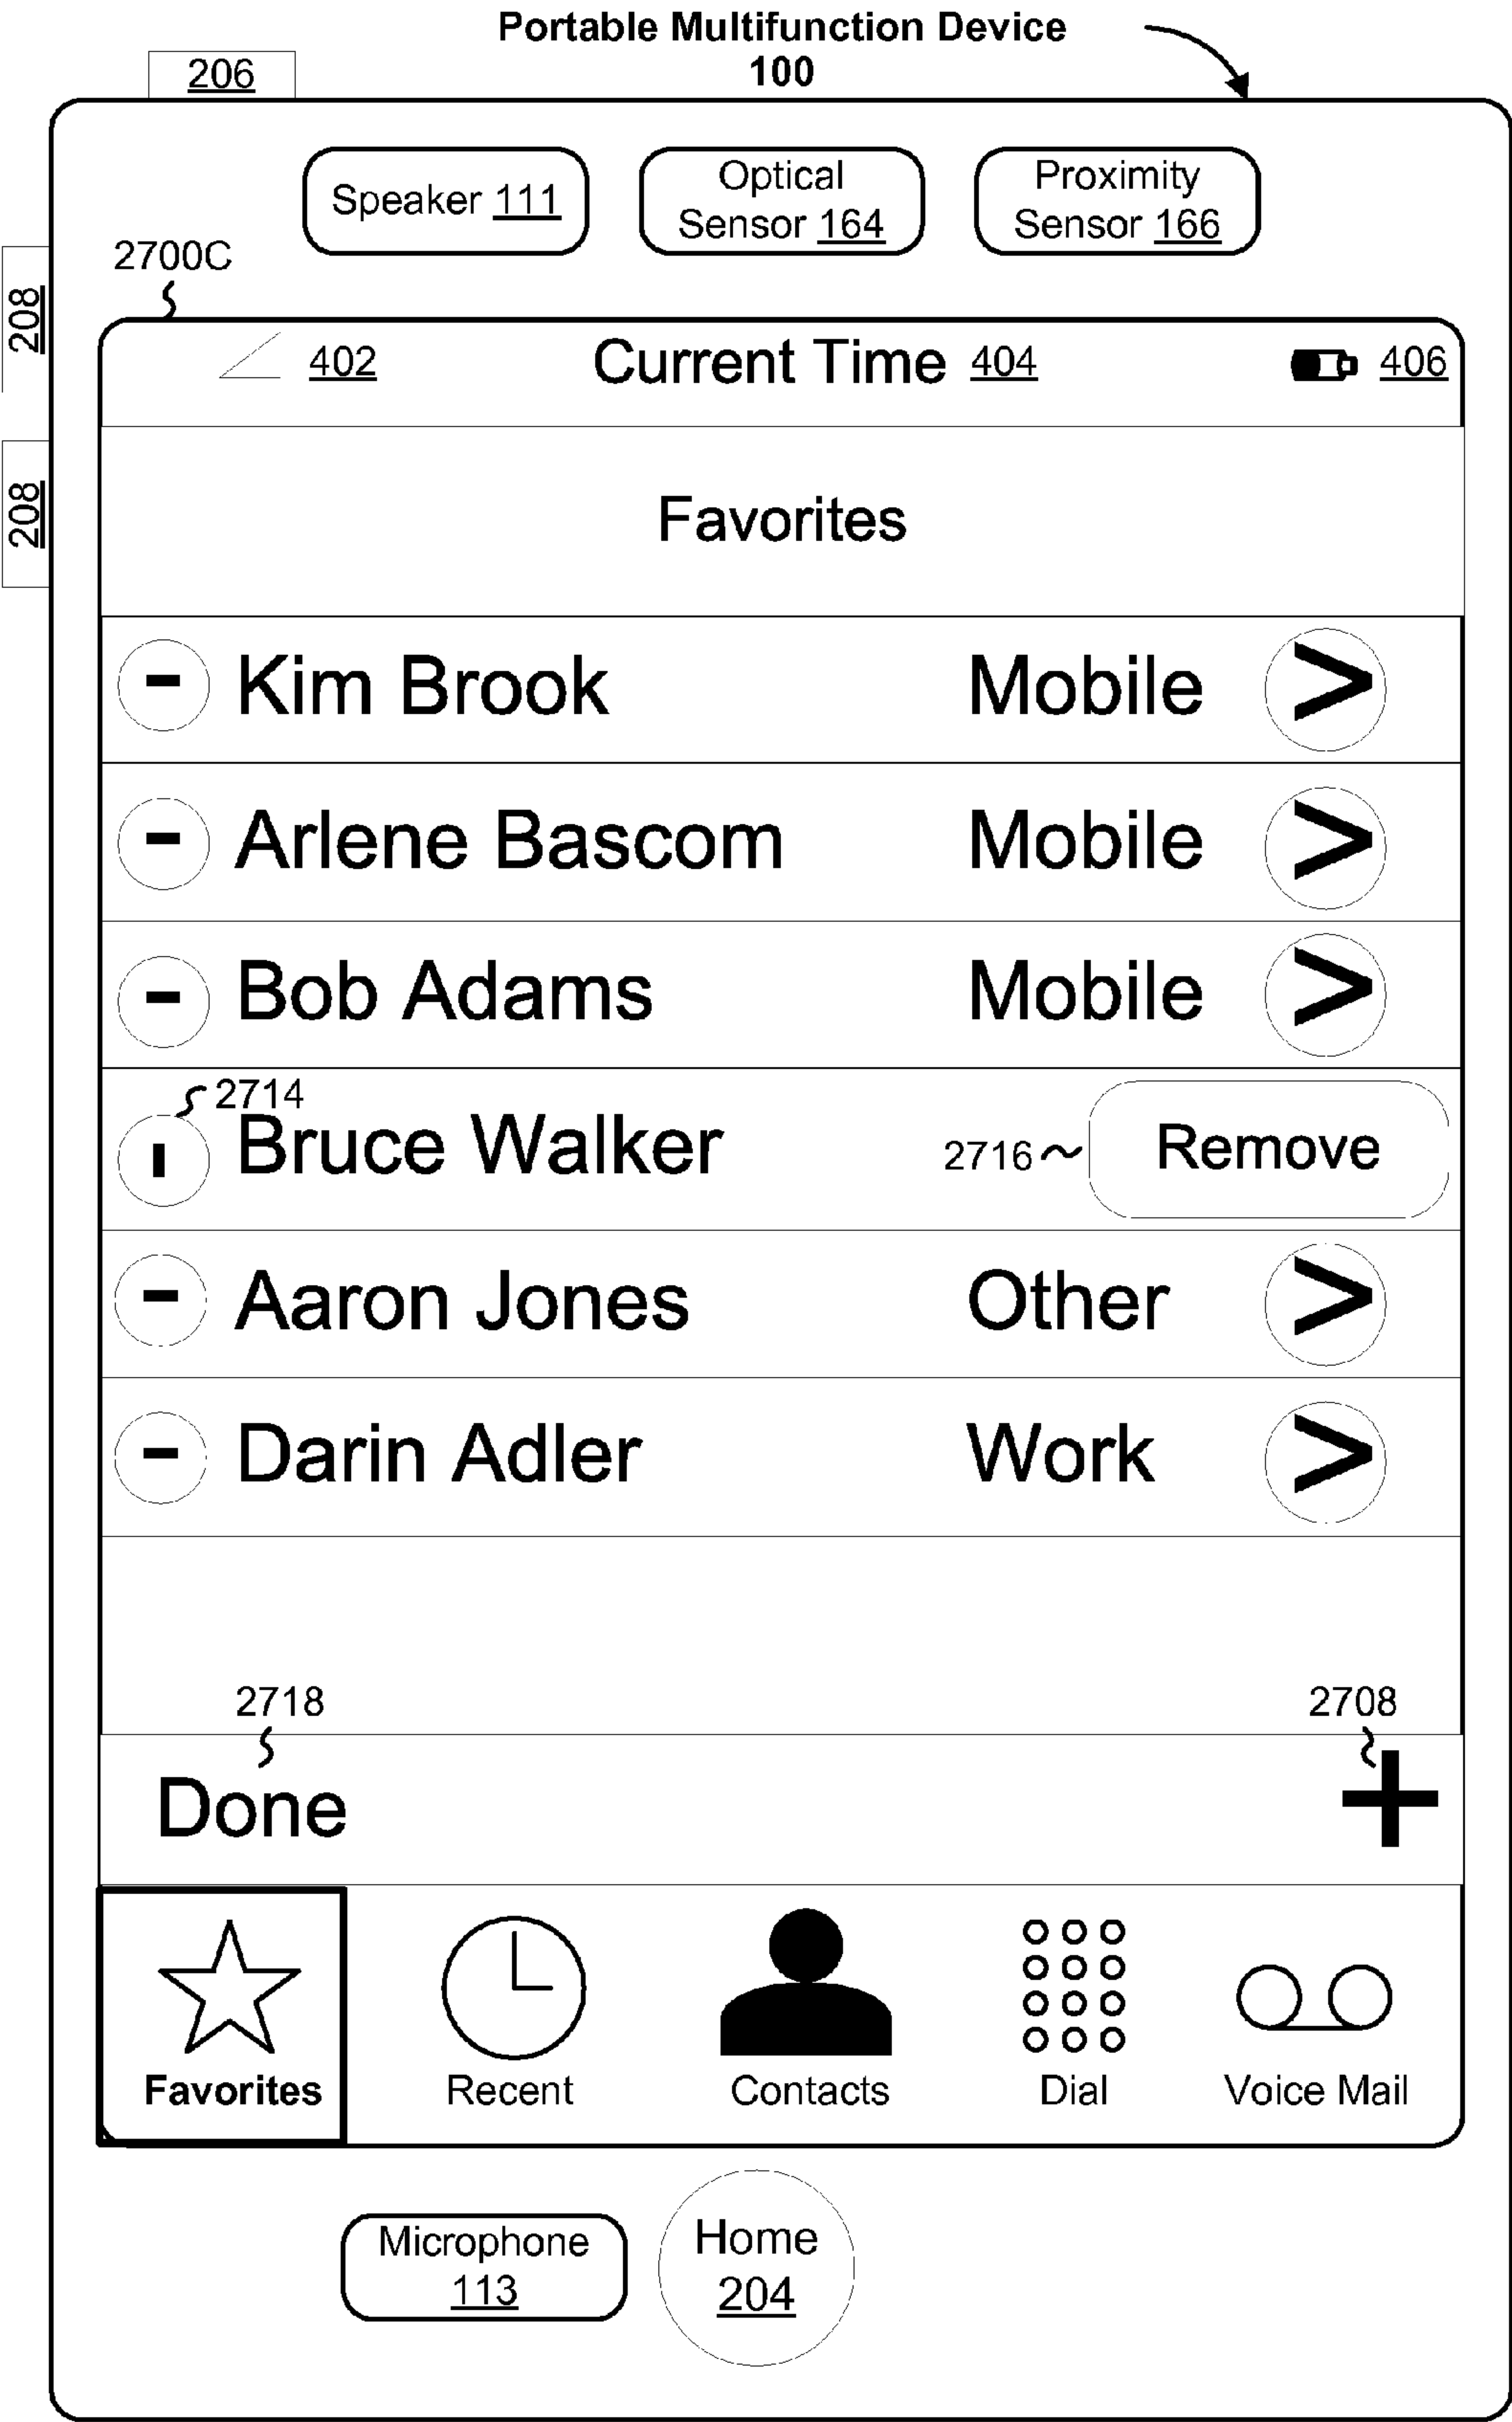 Portable Multifunction Device
100
206
Speaker 111
Optical
Sensor 164
Proximity
Sensor 166
2700C
208
402 Current Time 404 406
208
Favorites
- Kim Brook Mobile >
- Arlene Bascom Mobile >
- Bob Adams Mobile >
2714
Bruce Walker 2716 Remove
- Aaron Jones Other >
- Darin Adler Work >
2718 2708
Done +
Favorites Recent Contacts Dial Voice Mail
Microphone
113
Home
204